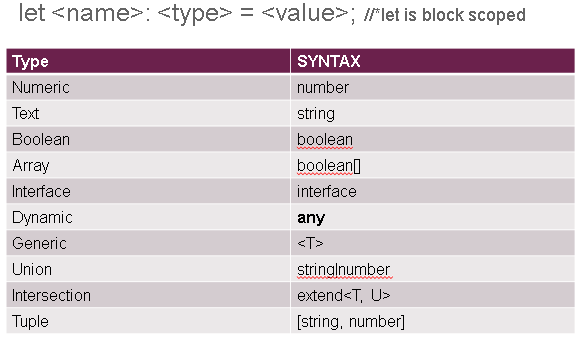 let <name>: <type> = <value>; //*let is block scoped
Type SYNTAX
Numeric number
Text string
Boolean boolean
Array boolean[]
Interface interface
Dynamic any
Generic <T>
Union string|number
Intersection extend<T, U>
Tuple [string, number]